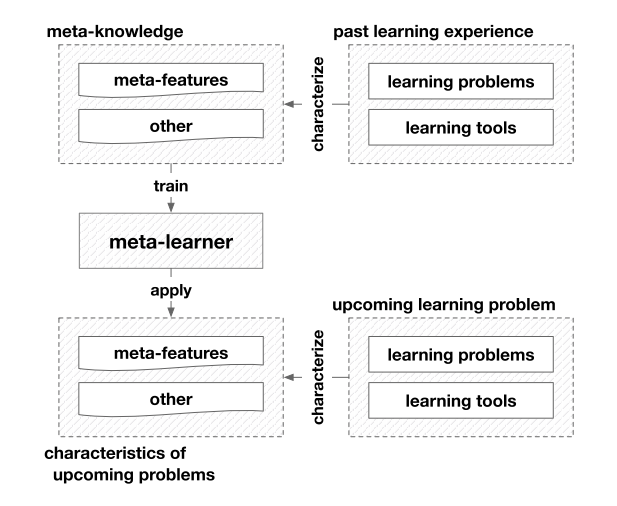 meta-knowledge
past learning experience
meta-features
other
characterize
learning problems
learning tools
train
meta-learner
apply
upcoming learning problem
meta-features
other
characterize
learning problems
learning tools
characteristics of
upcoming problems